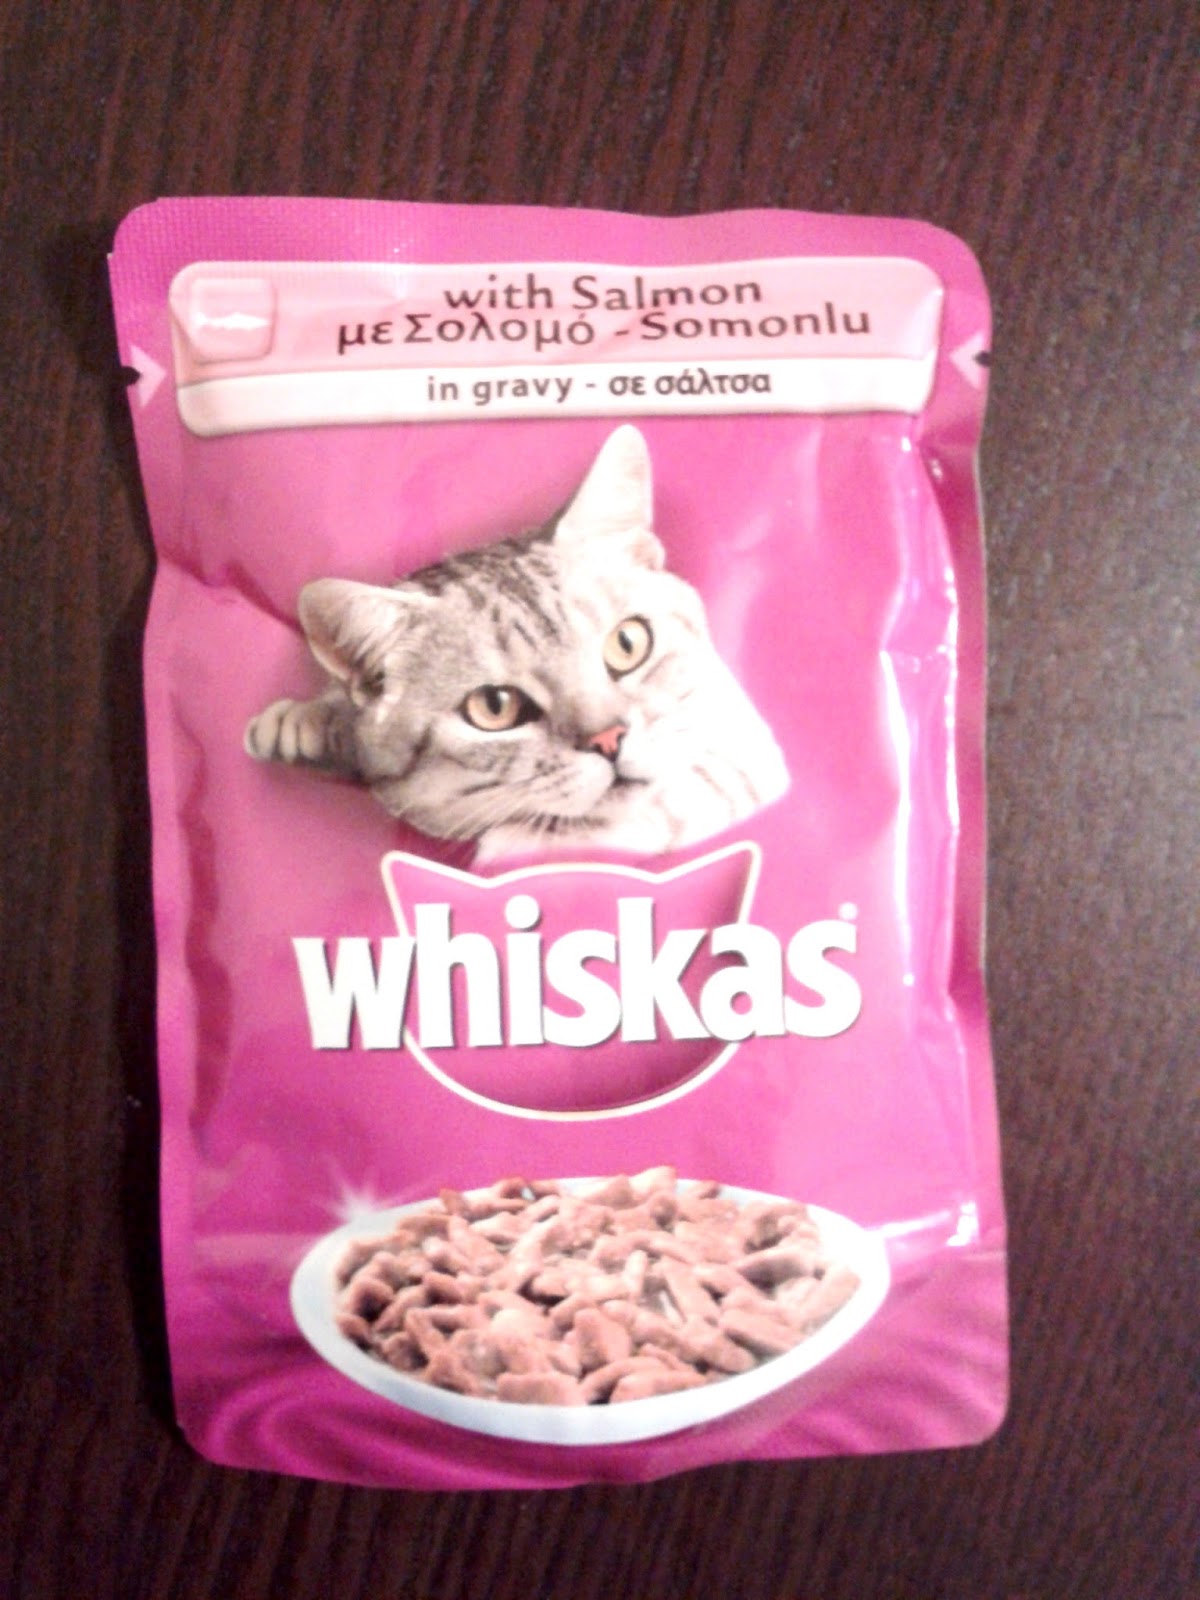 with Salmon
με Σολομό - Somonlu
in gravy - σε σάλτσα
whiskas®